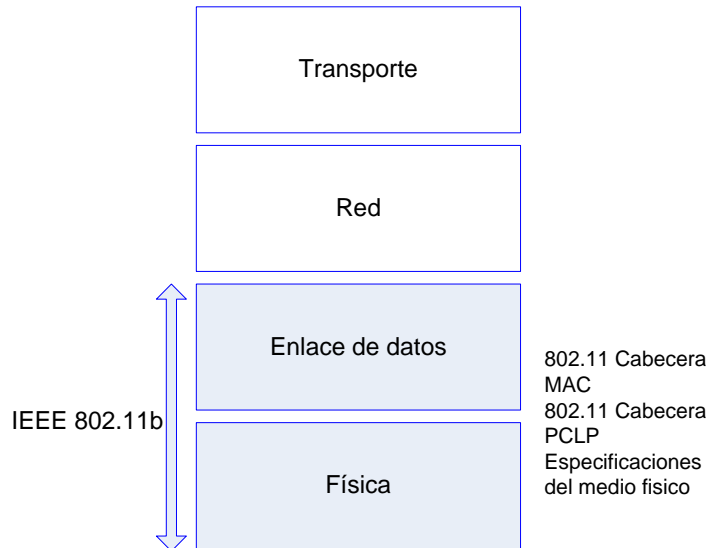 Transporte
Red
Enlace de datos
IEEE 802.11b
Física
802.11 Cabecera
MAC
802.11 Cabecera
PCLP
Especificaciones
del medio fisico